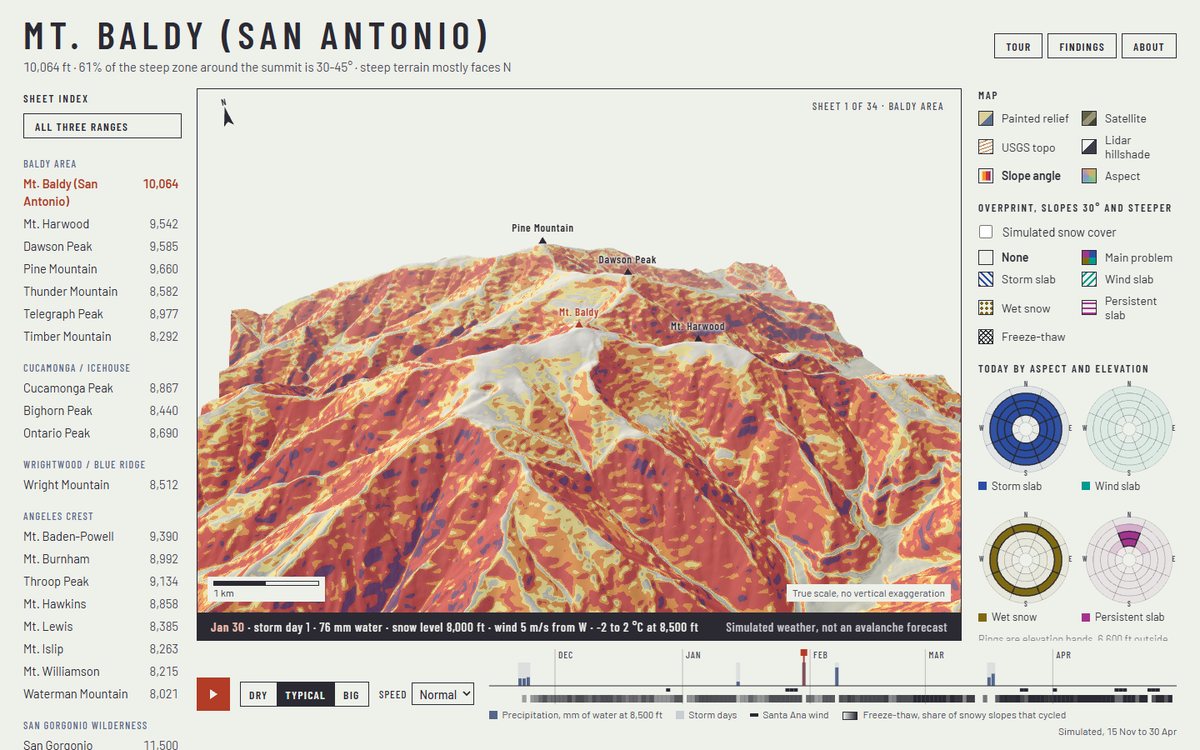 MT. BALDY (SAN ANTONIO)
10,064 ft · 61% of the steep zone around the summit is 30–45° · steep terrain mostly faces N
TOUR
FINDINGS
ABOUT
SHEET INDEX
ALL THREE RANGES
BALDY AREA
Mt. Baldy (San 10,064
Antonio)
Mt. Harwood 9,542
Dawson Peak 9,585
Pine Mountain 9,660
Thunder Mountain 8,582
Telegraph Peak 8,977
Timber Mountain 8,292
CUCAMONGA / ICEHOUSE
Cucamonga Peak 8,867
Bighorn Peak 8,440
Ontario Peak 8,690
WRIGHTWOOD / BLUE RIDGE
Wright Mountain 8,512
ANGELES CREST
Mt. Baden-Powell 9,390
Mt. Burnham 8,992
Throop Peak 9,134
Mt. Hawkins 8,858
Mt. Lewis 8,385
Mt. Islip 8,263
Mt. Williamson 8,215
Waterman Mountain 8,021
SAN GORGONIO WILDERNESS
San Gorgonio 11,500
N
SHEET 1 OF 34 · BALDY AREA
Pine Mountain
Dawson Peak
Mt. Baldy
Mt. Harwood
1 km
True scale, no vertical exaggeration
Jan 30 · storm day 1 · 76 mm water · snow level 8,000 ft · wind 5 m/s from W · -2 to 2 °C at 8,500 ft
Simulated weather, not an avalanche forecast
DRY
TYPICAL
BIG
SPEED
Normal
DEC
JAN
FEB
MAR
APR
Precipitation, mm of water at 8,500 ft
Storm days
Santa Ana wind
Freeze-thaw, share of snowy slopes that cycled
Simulated, 15 Nov to 30 Apr
MAP
Painted relief
Satellite
USGS topo
Lidar
hillshade
Slope angle
Aspect
OVERPRINT, SLOPES 30° AND STEEPER
Simulated snow cover
None
Main problem
Storm slab
Wind slab
Wet snow
Persistent
slab
Freeze-thaw
TODAY BY ASPECT AND ELEVATION
N
W
E
S
Storm slab
N
W
E
S
Wind slab
N
W
E
S
Wet snow
N
W
E
S
Persistent slab
Rings are elevation bands, 6,600 ft outside